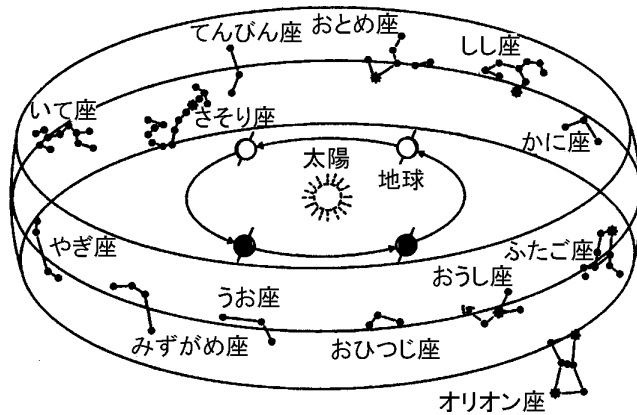 てんびん座
おとめ座
しし座
いて座
さそり座
かに座
太陽
地球
やぎ座
ふたご座
おうし座
うお座
みずがめ座
おひつじ座
オリオン座